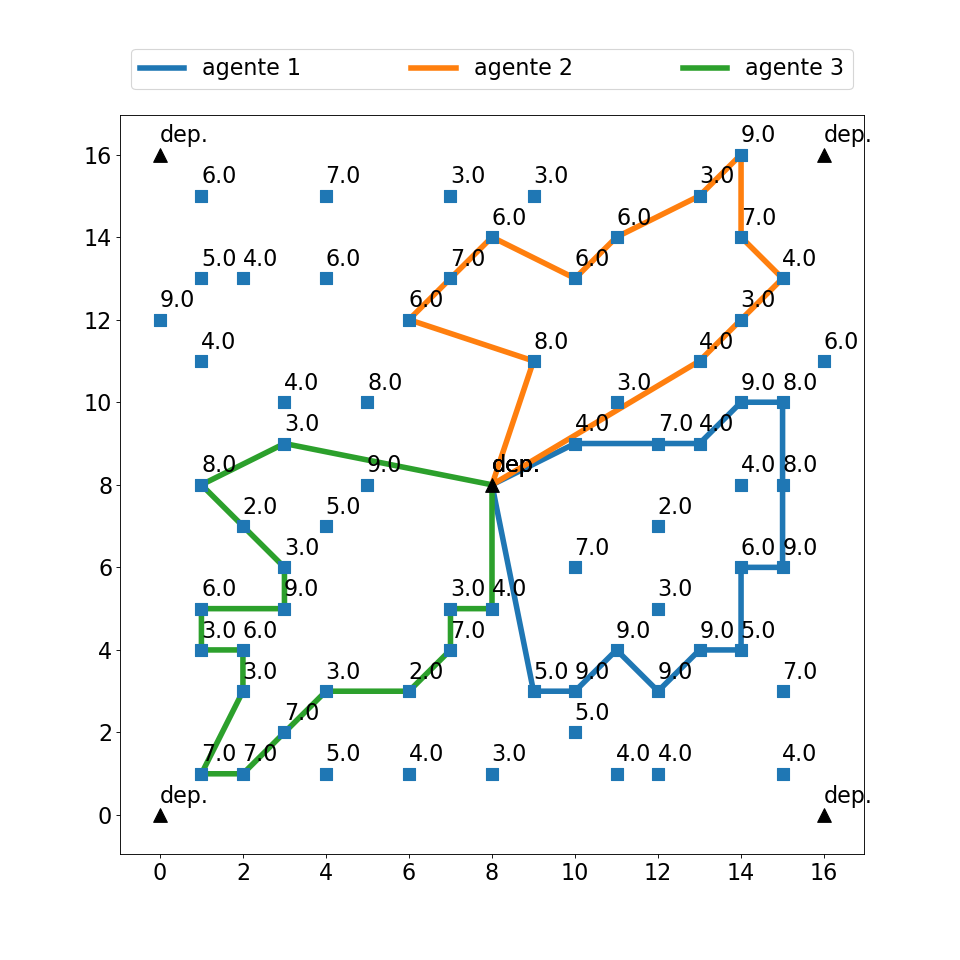 agente 1 agente 2 agente 3
9.0
dep. dep.
16
6.0 7.0 3.0 3.0 3.0
6.0 6.0 7.0
14
5.0 4.0 6.0 7.0 6.0 4.0
9.0 6.0 3.0
12
4.0 8.0 4.0 6.0
4.0 8.0 3.0 9.0 8.0
10
3.0 4.0 7.0 4.0
8.0 9.0 dep. 4.0 8.0
8
2.0 5.0 2.0
3.0 7.0 6.0 9.0
6
6.0 9.0 3.0 4.0 3.0
3.0 6.0 7.0 9.0 9.0 5.0
4
3.0 3.0 2.0 5.0 9.0 9.0 7.0
7.0 5.0
2
7.0 7.0 5.0 4.0 3.0 4.0 4.0 4.0
dep. dep.
0
0 2 4 6 8 10 12 14 16